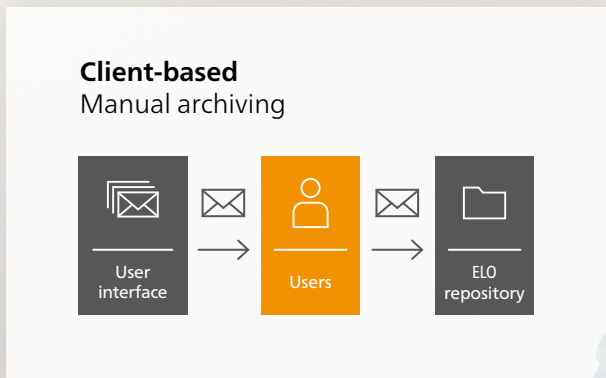 Client-based
Manual archiving
User
interface
Users
ELO
repository